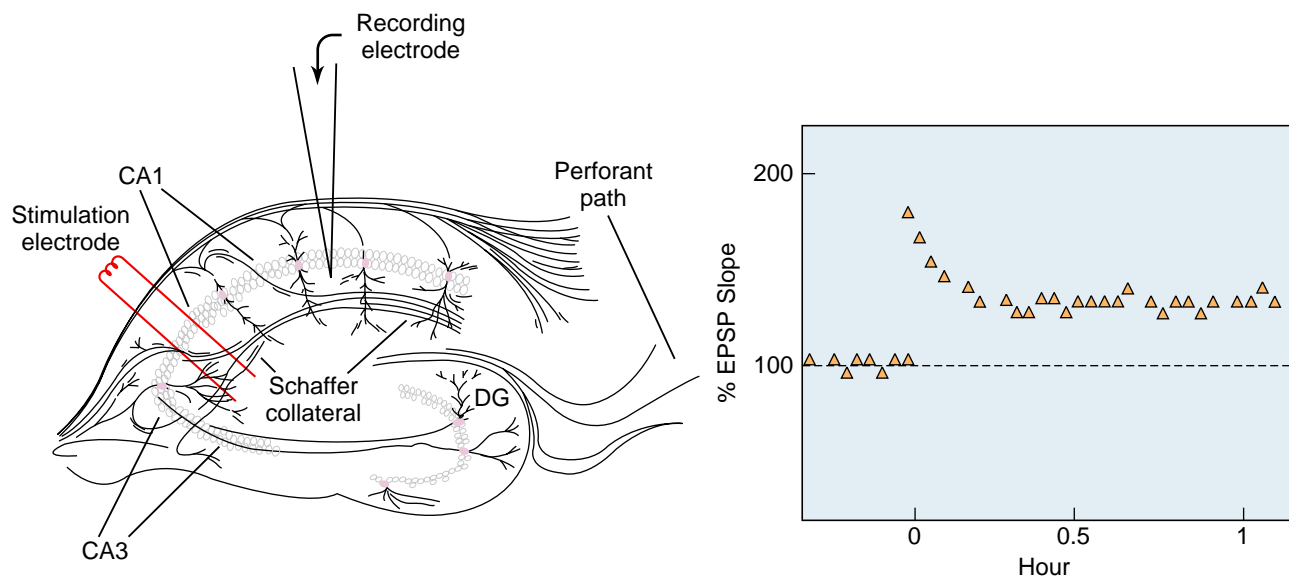 Recording
electrode
CA1
Stimulation
electrode
Perforant
path
Schaffer
collateral
DG
CA3
% EPSP Slope
200
100
0
0.5
1
Hour